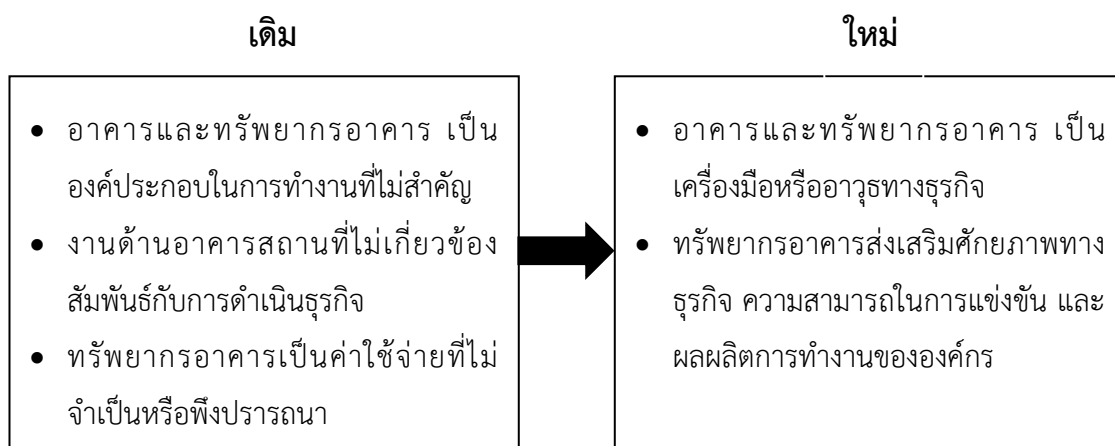 เดิม
• อาคารและทรัพยากรอาคาร เป็น
องค์ประกอบในการทำงานที่ไม่สำคัญ
• งานด้านอาคารสถานที่ไม่เกี่ยวข้อง
สัมพันธ์กับการดำเนินธุรกิจ
• ทรัพยากรอาคารเป็นค่าใช้จ่ายที่ไม่
จำเป็นหรือพึงปรารถนา
ใหม่
• อาคารและทรัพยากรอาคาร เป็น
เครื่องมือหรืออาวุธทางธุรกิจ
• ทรัพยากรอาคารส่งเสริมศักยภาพทาง
ธุรกิจ ความสามารถในการแข่งขัน และ
ผลผลิตการทำงานขององค์กร